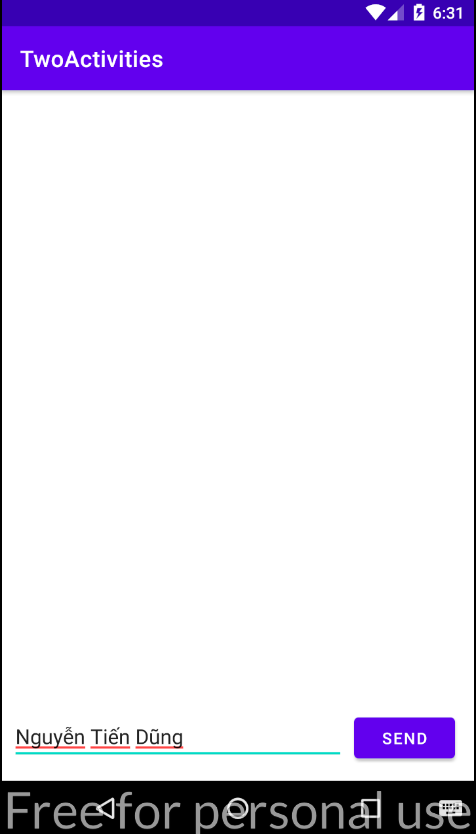 6:31
TwoActivities
Nguyễn Tiến Dũng
SEND
Free for personal use